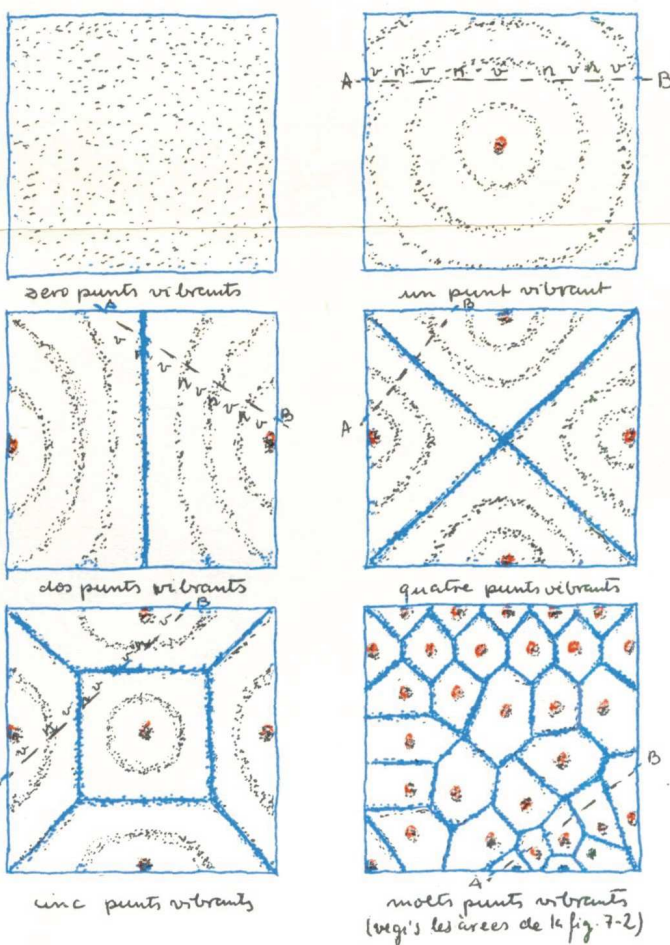 A v n v n v n v n v B
zero punts vibrants
un punt vibrant
A v v n v n v n v B
B
A
dos punts vibrants
quatre punts vibrants
B
v
cinc punts vibrants
B
A
molts punts vibrants
(vegi's les àrees de la fig. 7-2)